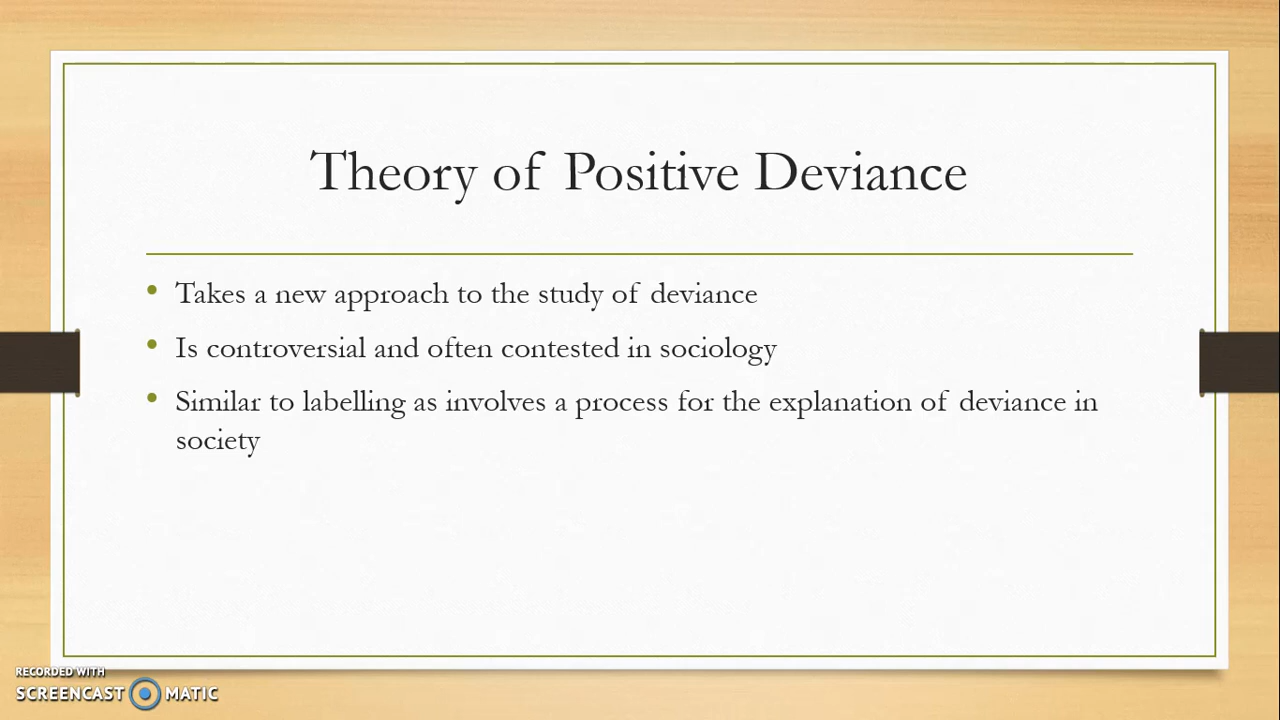 Theory of Positive Deviance
• Takes a new approach to the study of deviance
• Is controversial and often contested in sociology
• Similar to labelling as involves a process for the explanation of deviance in
society
RECORDED WITH
SCREENCAST MATIC